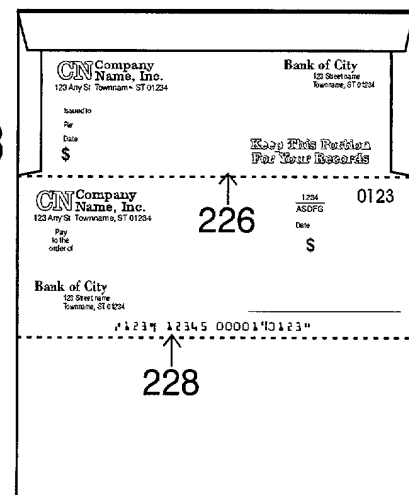 CN Company Name, Inc.
123 Any St Townname ST 01234
Bank of City
123 Street name
Townname, ST 01234
Issued to
For
Date
$
Keep This Portion
For Your Records
226
CN Company Name, Inc.
123 Any St Townname, ST 01234
1234
ASDFG
0123
Pay
to the
order of
Date
$
Bank of City
123 Street name
Townname, ST 01234
228